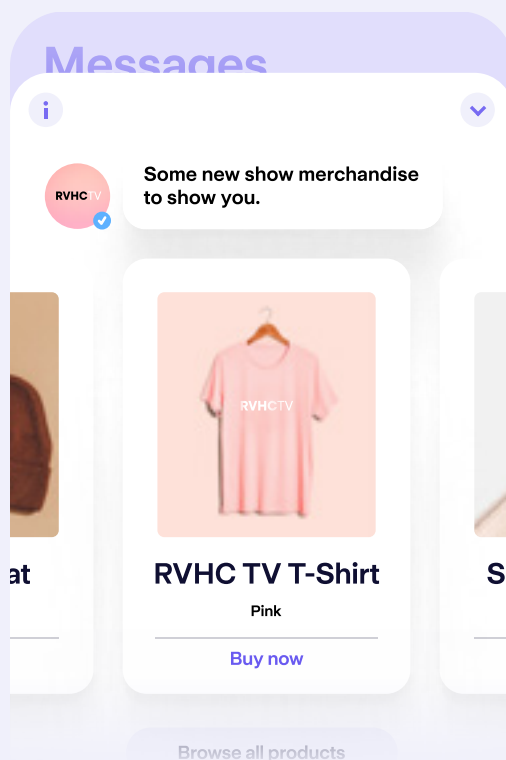 Messages
i
RVHCTV
Some new show merchandise
to show you.
RVHCTV
at
RVHC TV T-Shirt
S
Pink
Buy now
Browse all products